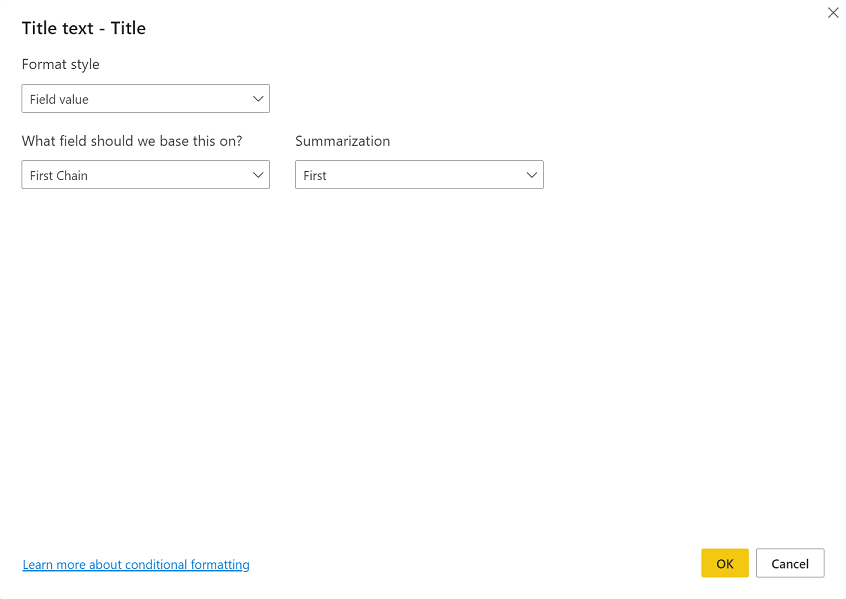 Title text - Title
Format style
Field value
What field should we base this on?
Summarization
First Chain
First
Learn more about conditional formatting
OK
Cancel